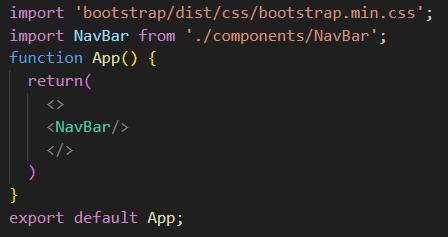 import 'bootstrap/dist/css/bootstrap.min.css';
import NavBar from './components/NavBar';
function App() {
  return(
    <>
    <NavBar/>
    </>
  )
}
export default App;